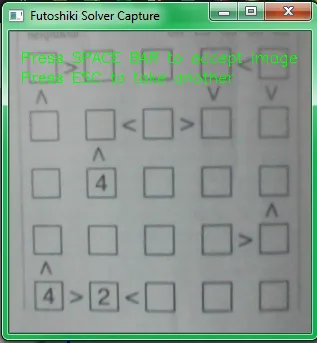 Futoshiki Solver Capture
Press SPACE BAR to accept image
Press ESC to take another
∧ ∨ ∨
< >
∧
4
∧
>
∧
4 > 2 <